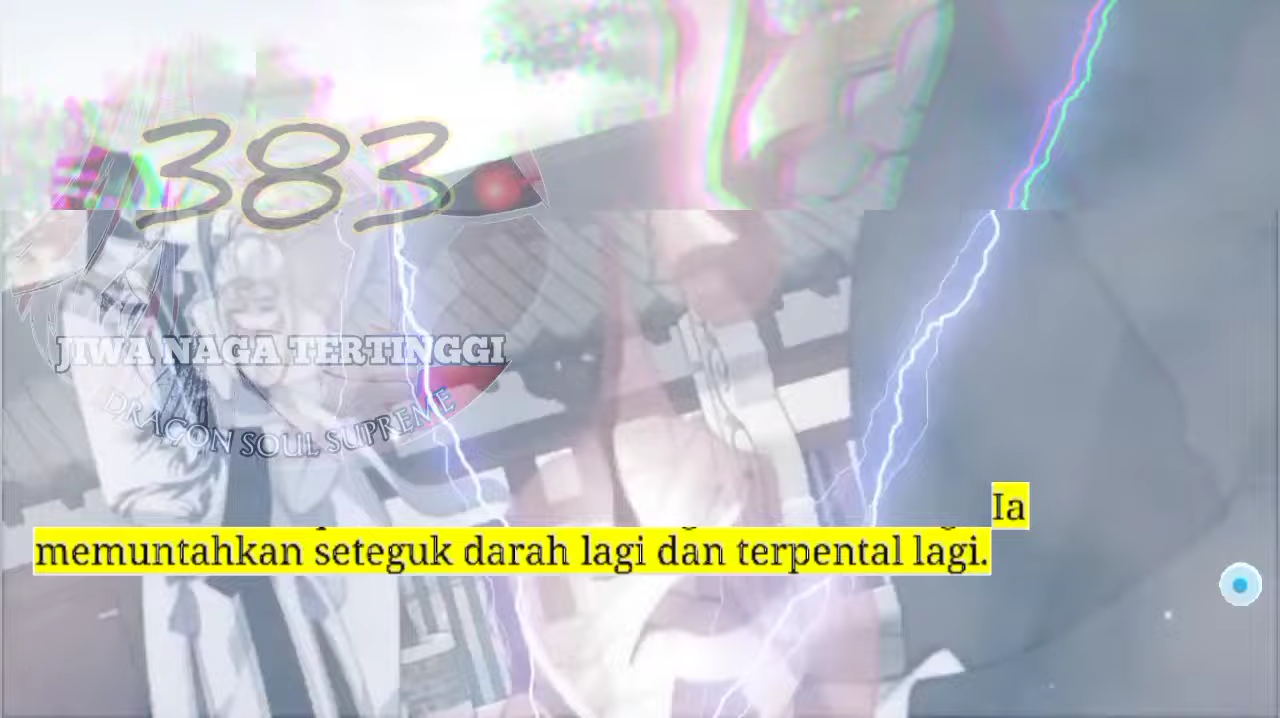 383
JIWA NAGA TERTINGGI
DRAGON SOUL SUPREME
Ia
memuntahkan seteguk darah lagi dan terpental lagi.